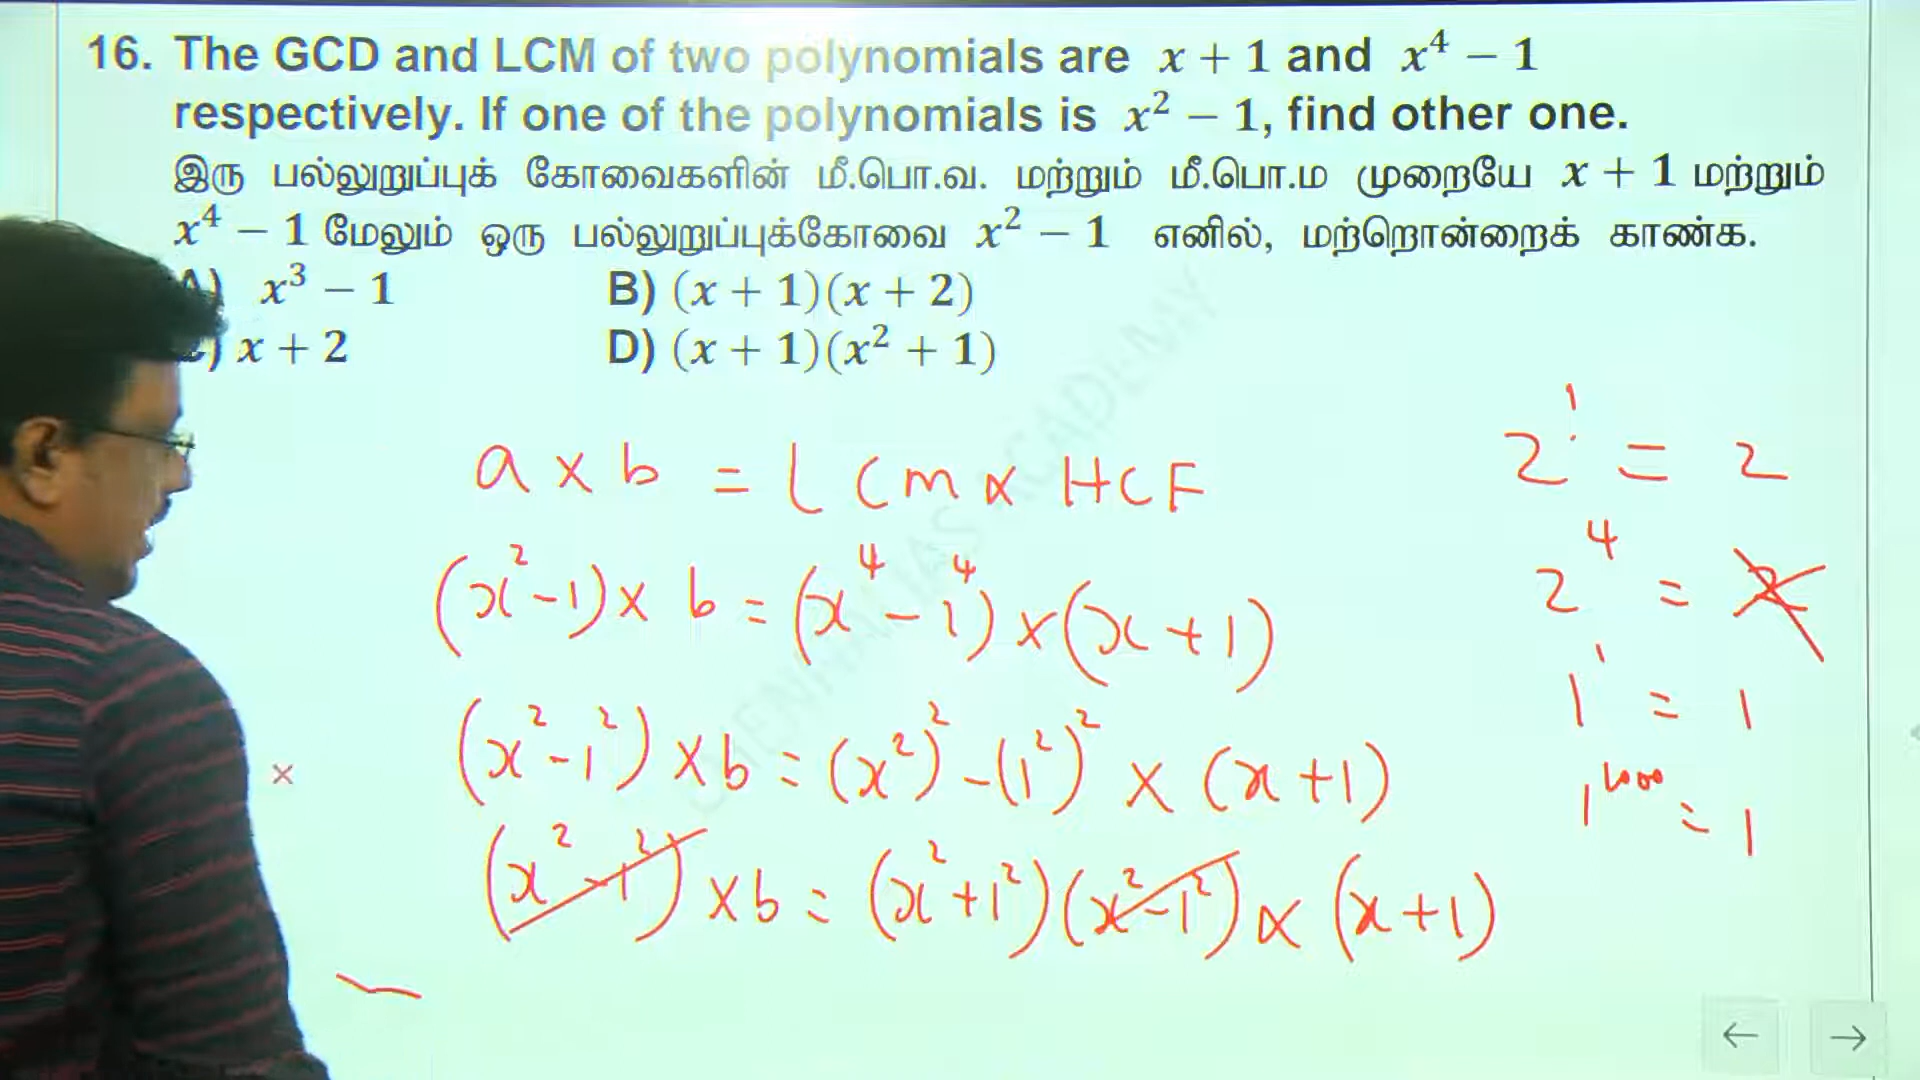 16. The GCD and LCM of two polynomials are x + 1 and x⁴ − 1
respectively. If one of the polynomials is x² − 1, find other one.
இரு பல்லுறுப்புக் கோவைகளின் மீ.பொ.வ. மற்றும் மீ.பொ.ம முறையே x + 1 மற்றும்
x⁴ − 1 மேலும் ஒரு பல்லுறுப்புக்கோவை x² − 1 எனில், மற்றொன்றைக் காண்க.
A) x³ − 1 B) (x + 1)(x + 2)
) x + 2 D) (x + 1)(x² + 1)
a × b = LCM × HCF
(x² − 1) × b = (x⁴ − 1⁴) × (x + 1)
(x² − 1²) × b = (x²)² − (1²)² × (x + 1)
(x² − 1²) × b = (x² + 1²)(x² − 1²) × (x + 1)
2¹ = 2
2⁴ = 2
1¹ = 1
1¹⁰⁰⁰ = 1
IAS ACADEMY